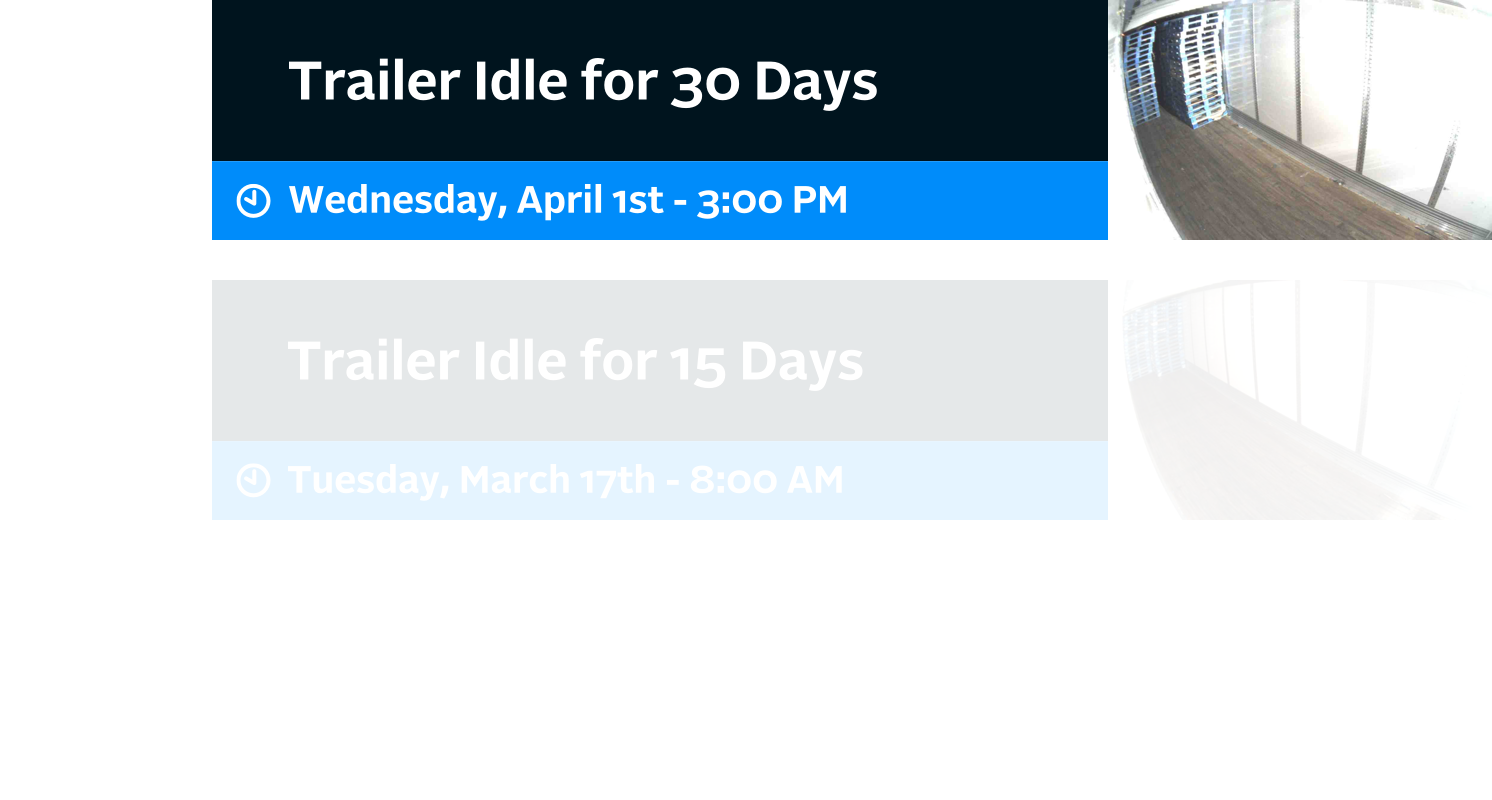 Trailer Idle for 30 Days
Wednesday, April 1st - 3:00 PM
Trailer Idle for 15 Days
Tuesday, March 17th - 8:00 AM